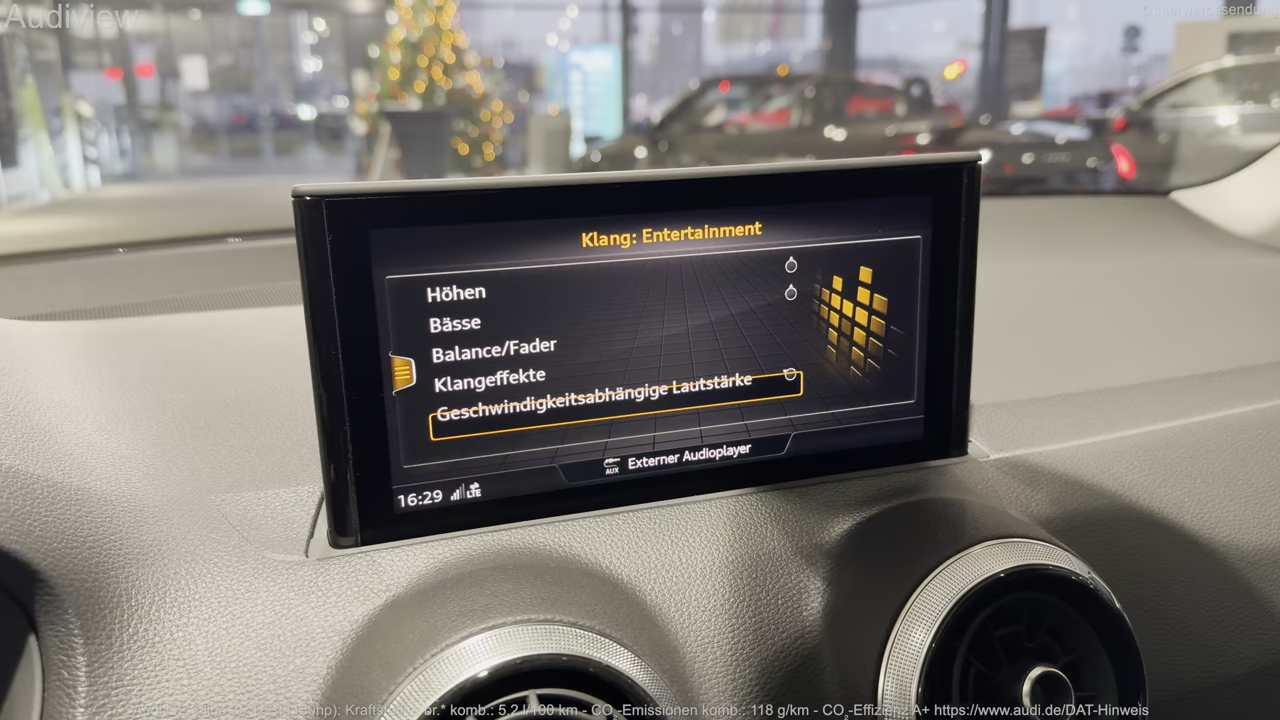 Audiview
Dauerwerbesendung
Klang: Entertainment
Höhen
Bässe
Balance/Fader
Klangeffekte
Geschwindigkeitsabhängige Lautstärke
AUX Externer Audioplayer
16:29 LTE
komb.: 5,2 l/100 km - CO₂-Emissionen komb.: 118 g/km - CO₂-Effizienz A+ https://www.audi.de/DAT-Hinweis